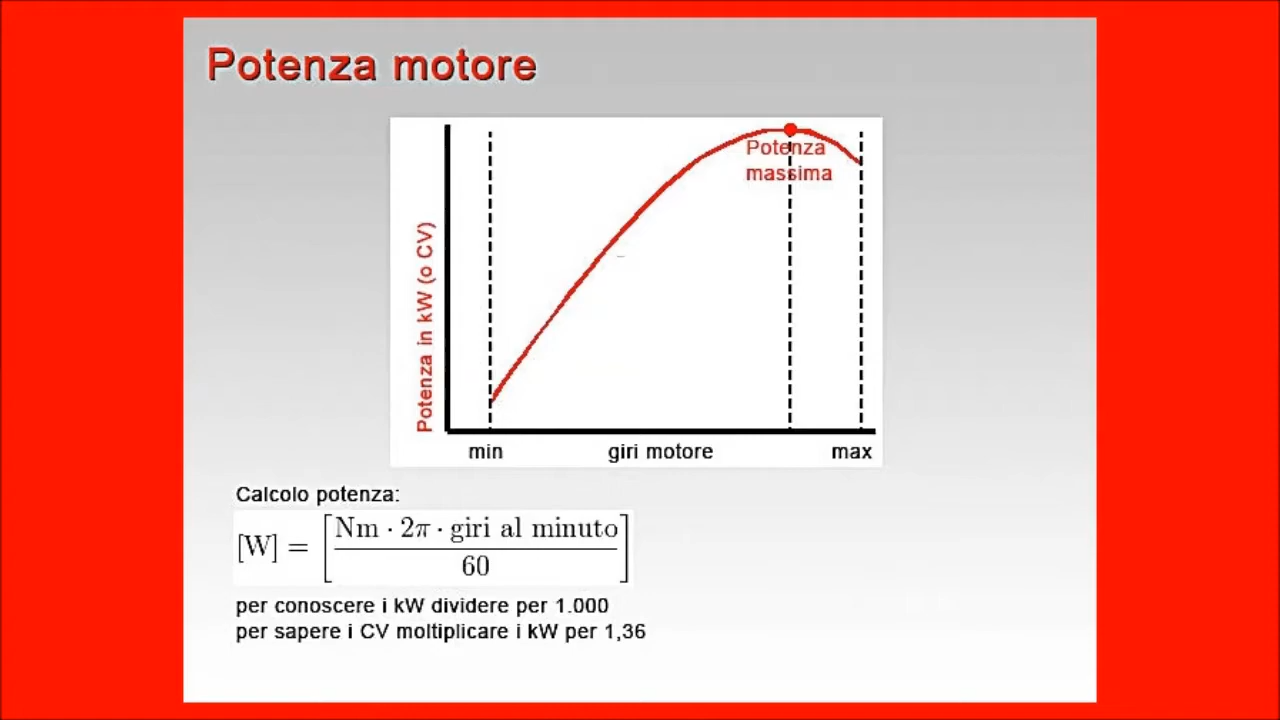 Potenza motore
Potenza
massima
Potenza in kW (o CV)
min giri motore max
Calcolo potenza:
[W] = [Nm · 2π · giri al minuto / 60]
per conoscere i kW dividere per 1.000
per sapere i CV moltiplicare i kW per 1,36